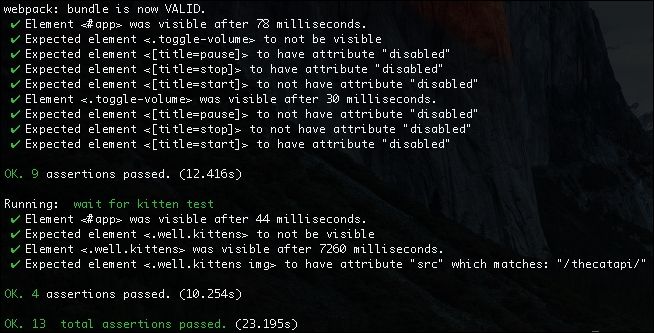 webpack: bundle is now VALID.
✔ Element <#app> was visible after 78 milliseconds.
✔ Expected element <.toggle-volume> to not be visible
✔ Expected element <[title=pause]> to have attribute "disabled"
✔ Expected element <[title=stop]> to have attribute "disabled"
✔ Expected element <[title=start]> to not have attribute "disabled"
✔ Element <.toggle-volume> was visible after 30 milliseconds.
✔ Expected element <[title=pause]> to not have attribute "disabled"
✔ Expected element <[title=stop]> to not have attribute "disabled"
✔ Expected element <[title=start]> to have attribute "disabled"
OK. 9 assertions passed. (12.416s)
Running:  wait for kitten test
✔ Element <#app> was visible after 44 milliseconds.
✔ Expected element <.well.kittens> to not be visible
✔ Element <.well.kittens> was visible after 7260 milliseconds.
✔ Expected element <.well.kittens img> to have attribute "src" which matches: "/thecatapi/"
OK. 4 assertions passed. (10.254s)
OK. 13  total assertions passed. (23.195s)